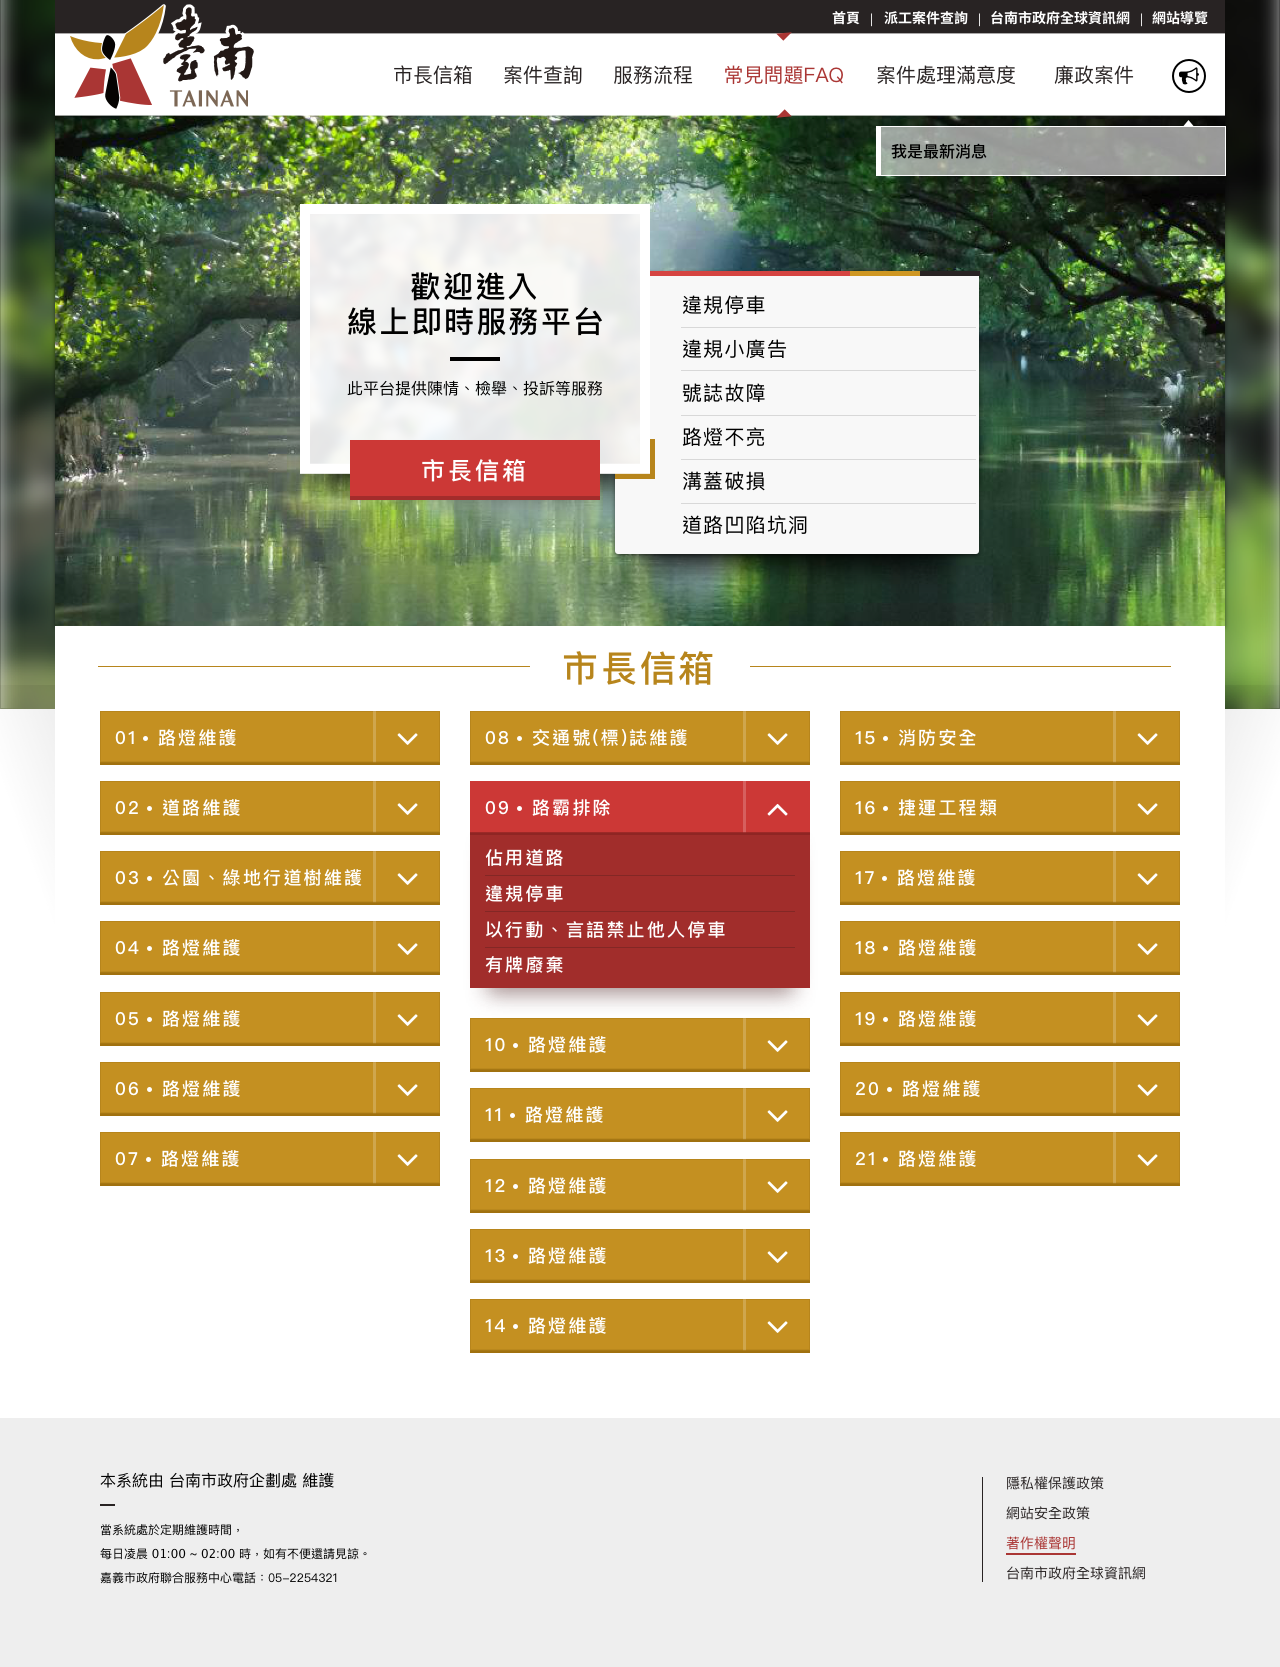 首頁 | 派工案件查詢 | 台南市政府全球資訊網 | 網站導覽
臺南
TAINAN
市長信箱 案件查詢 服務流程 常見問題FAQ 案件處理滿意度 廉政案件
我是最新消息
歡迎進入
線上即時服務平台
此平台提供陳情、檢舉、投訴等服務
市長信箱
違規停車
違規小廣告
號誌故障
路燈不亮
溝蓋破損
道路凹陷坑洞
市長信箱
01 • 路燈維護
02 • 道路維護
03 • 公園、綠地行道樹維護
04 • 路燈維護
05 • 路燈維護
06 • 路燈維護
07 • 路燈維護
08 • 交通號(標)誌維護
09 • 路霸排除
佔用道路
違規停車
以行動、言語禁止他人停車
有牌廢棄
10 • 路燈維護
11 • 路燈維護
12 • 路燈維護
13 • 路燈維護
14 • 路燈維護
15 • 消防安全
16 • 捷運工程類
17 • 路燈維護
18 • 路燈維護
19 • 路燈維護
20 • 路燈維護
21 • 路燈維護
本系統由 台南市政府企劃處 維護
當系統處於定期維護時間，
每日凌晨 01:00 ~ 02:00 時，如有不便還請見諒。
嘉義市政府聯合服務中心電話：05-2254321
隱私權保護政策
網站安全政策
著作權聲明
台南市政府全球資訊網